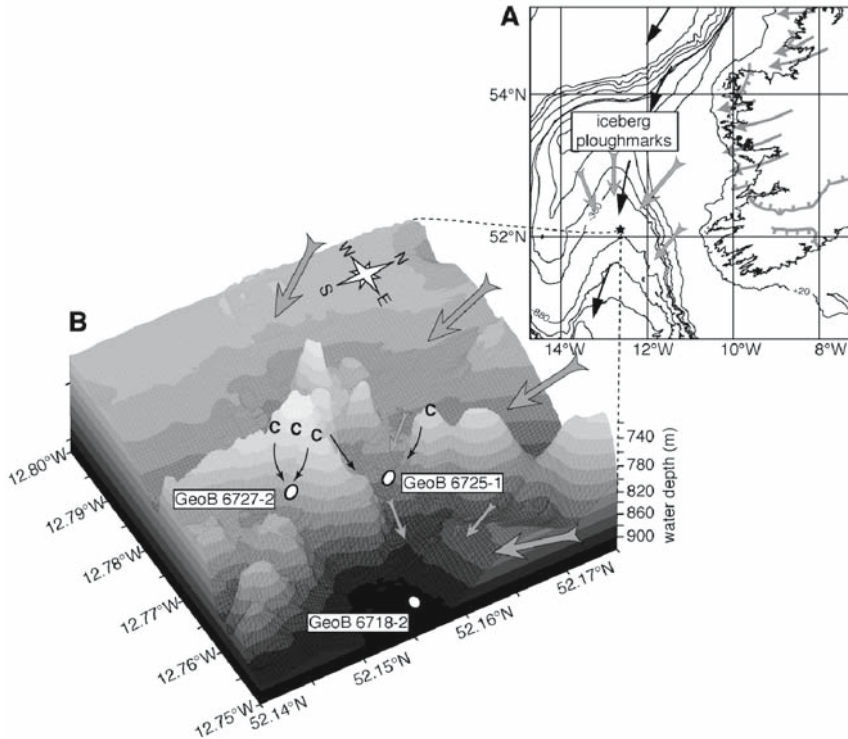 A
54°N
iceberg
ploughmarks
52°N
+20
-880
14°W
12°W
10°W
8°W
B
W
N
S
E
C
C
C
C
GeoB 6727-2
GeoB 6725-1
GeoB 6718-2
740
780
820
860
900
water depth (m)
12.80°W
12.79°W
12.78°W
12.77°W
12.76°W
12.75°W
52.14°N
52.15°N
52.16°N
52.17°N